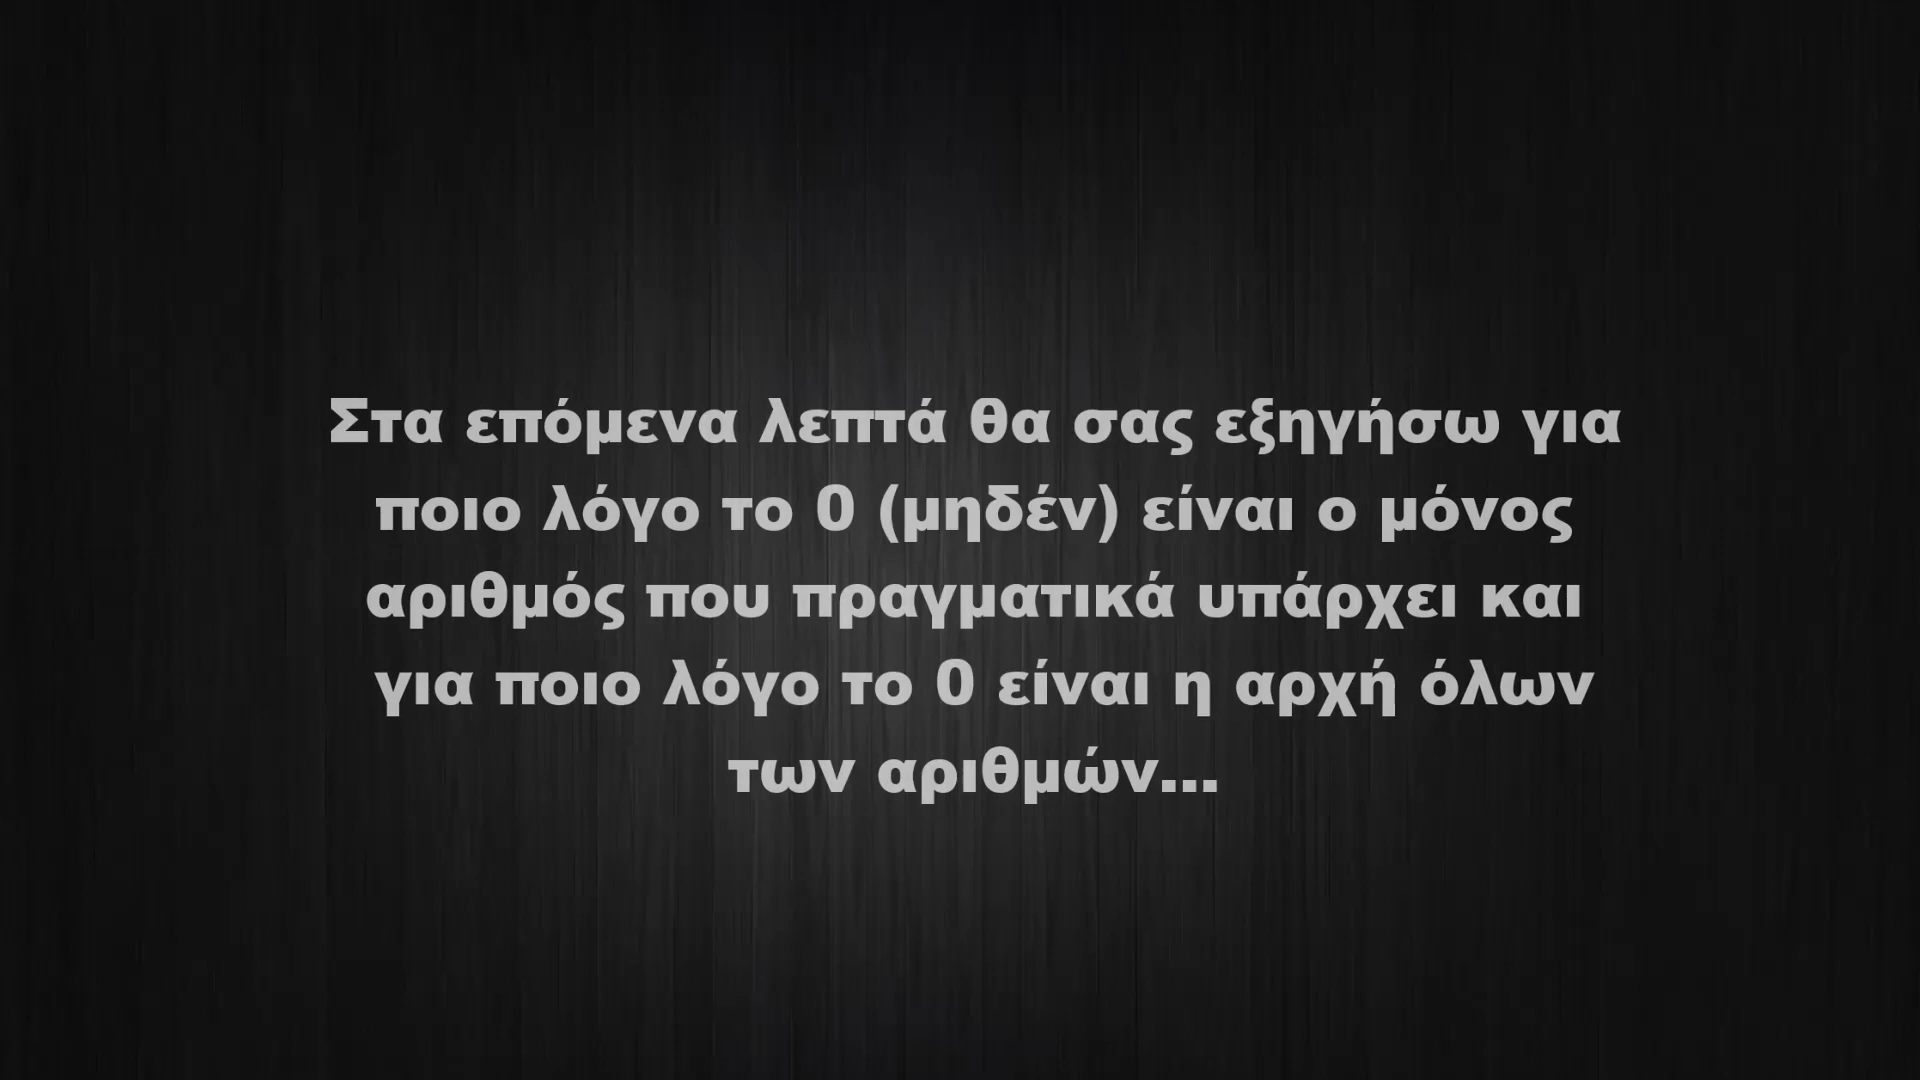 Στα επόμενα λεπτά θα σας εξηγήσω για
ποιο λόγο το 0 (μηδέν) είναι ο μόνος
αριθμός που πραγματικά υπάρχει και
για ποιο λόγο το 0 είναι η αρχή όλων
των αριθμών...